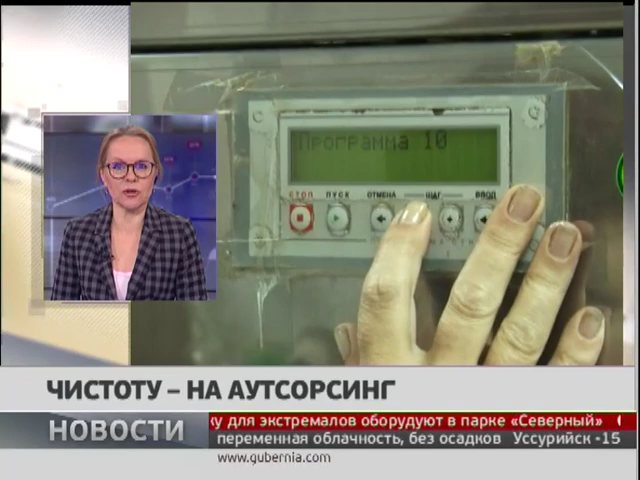 Программа 10
СТОП ПУСК ОТМЕНА ШАГ ВВОД
ЧИСТОТУ – НА АУТСОРСИНГ
НОВОСТИ
ку для экстремалов оборудуют в парке «Северный»
переменная облачность, без осадков Уссурийск -15
www.gubernia.com